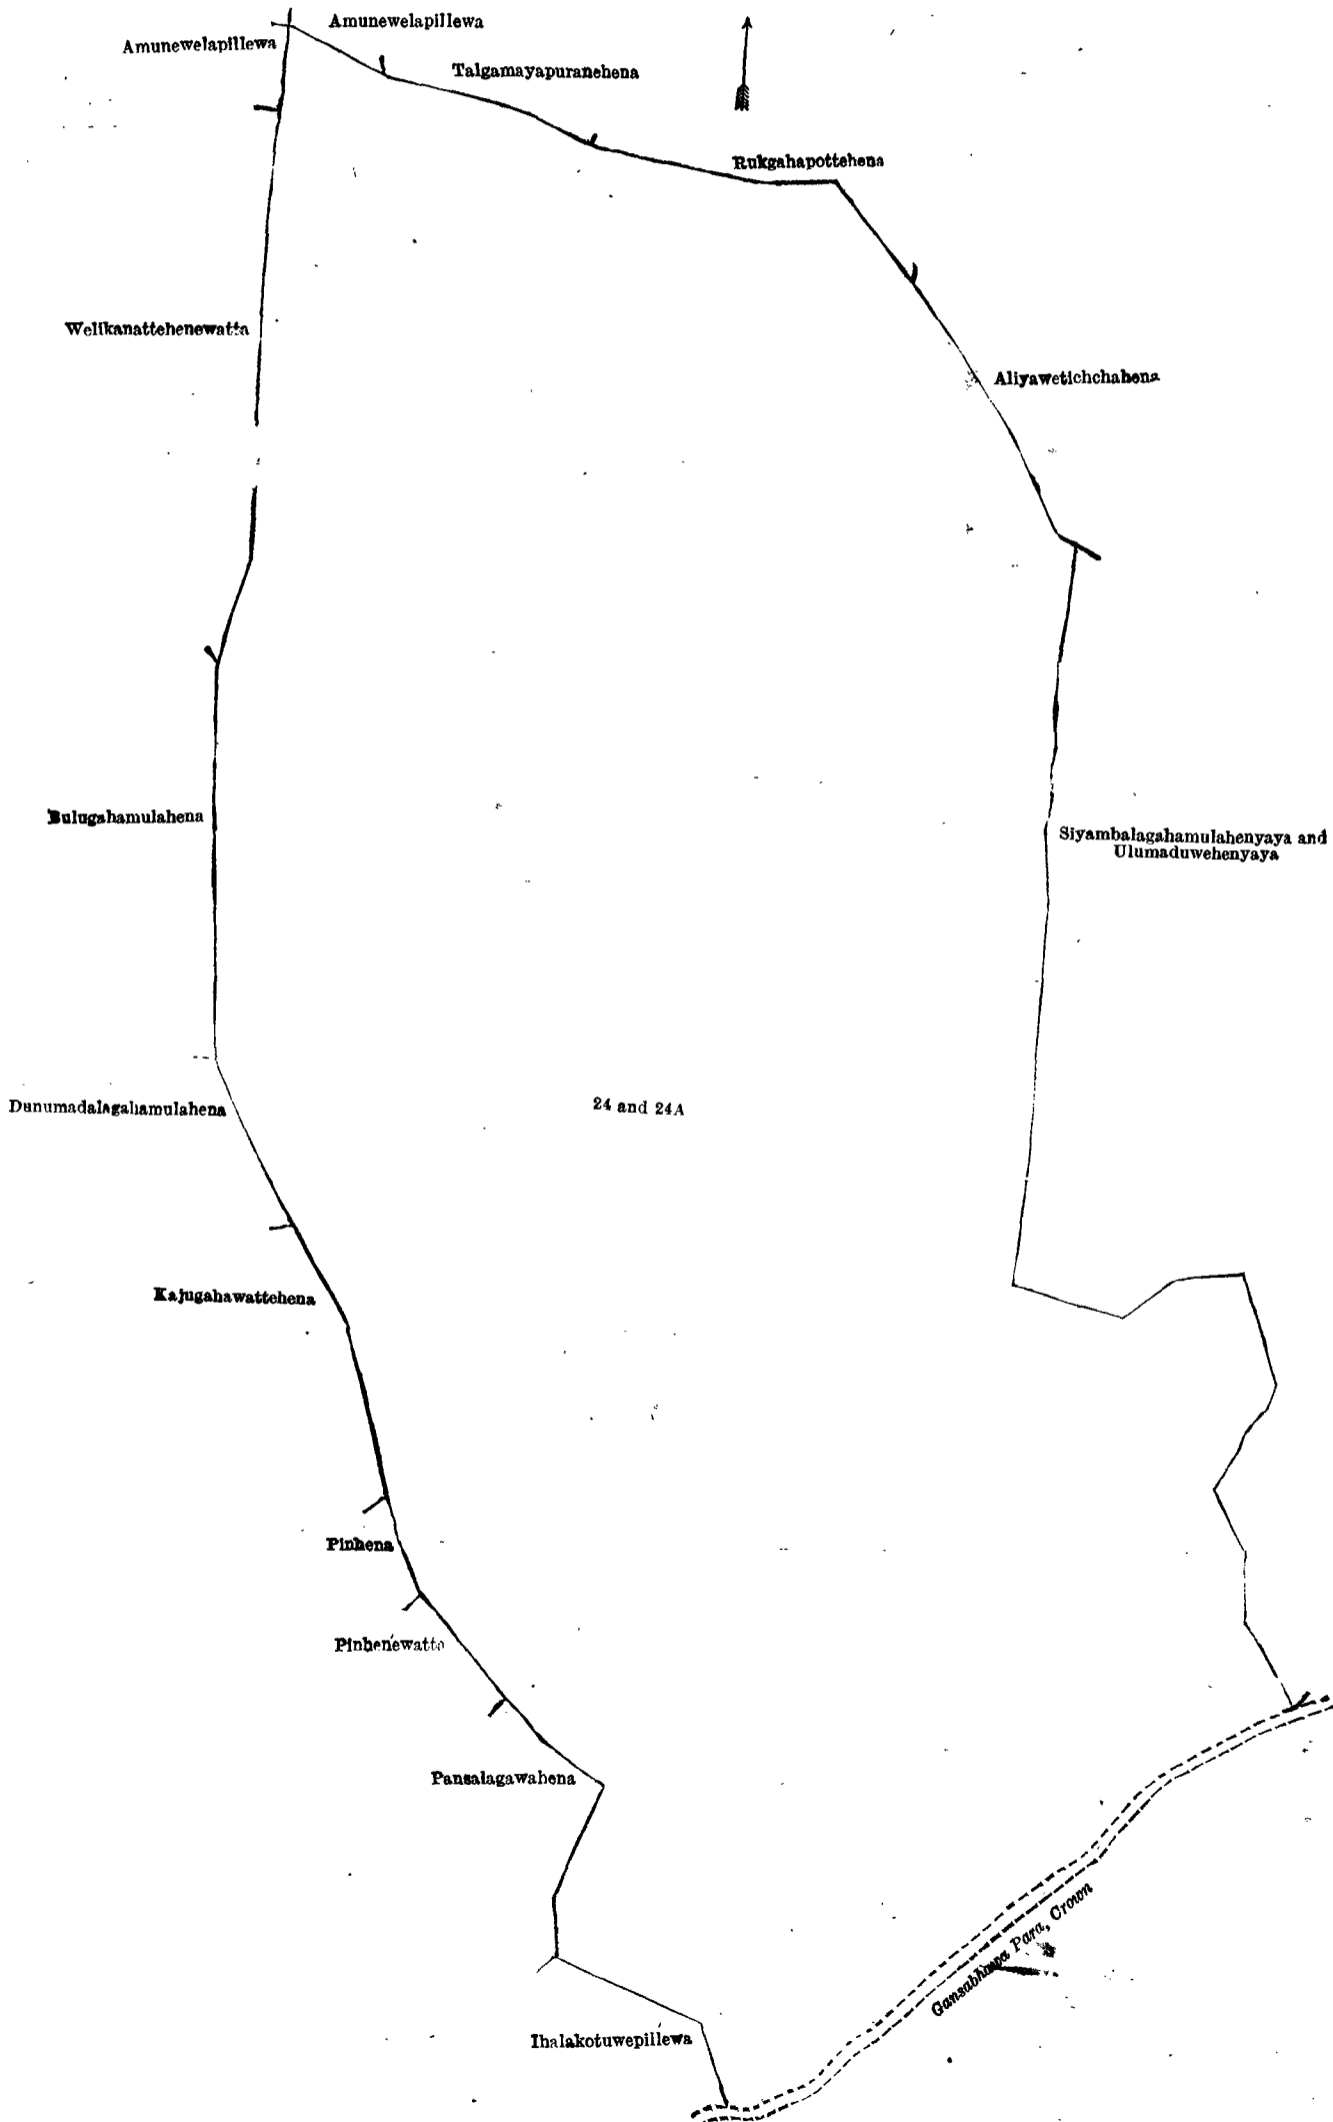 Amunewelapillewa
Amunewelapillewa
Talgamayapuranehena
Rukgahapottehena
Welikanattehenewatta
Aliyawetichchahena
Bulugahamulahena
Siyambalagahamulahenyaya and
Ulumaduwehenyaya
Dunumadalagahamulahena
24 and 24A
Kajugahawattehena
Pinhena
Pinhenewatta
Pansalagawahena
Gansabhawa Para, Crown
Ihalakotuwepillewa